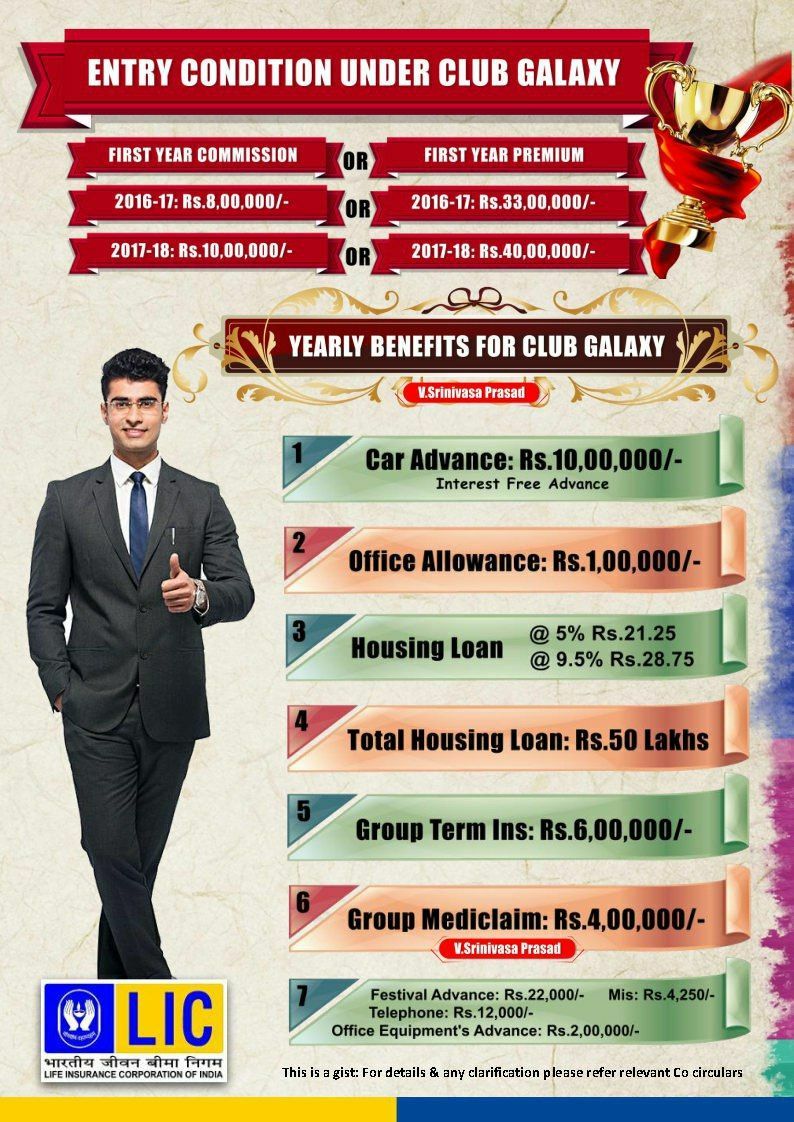 ENTRY CONDITION UNDER CLUB GALAXY
FIRST YEAR COMMISSION OR FIRST YEAR PREMIUM
2016-17: Rs.8,00,000/- OR 2016-17: Rs.33,00,000/-
2017-18: Rs.10,00,000/- OR 2017-18: Rs.40,00,000/-
YEARLY BENEFITS FOR CLUB GALAXY
V.Srinivasa Prasad
1 Car Advance: Rs.10,00,000/-
Interest Free Advance
2 Office Allowance: Rs.1,00,000/-
3 Housing Loan @ 5% Rs.21.25
@ 9.5% Rs.28.75
4 Total Housing Loan: Rs.50 Lakhs
5 Group Term Ins: Rs.6,00,000/-
6 Group Mediclaim: Rs.4,00,000/-
V.Srinivasa Prasad
7 Festival Advance: Rs.22,000/- Mis: Rs.4,250/-
Telephone: Rs.12,000/-
Office Equipment's Advance: Rs.2,00,000/-
LIC
भारतीय जीवन बीमा निगम
LIFE INSURANCE CORPORATION OF INDIA
This is a gist: For details & any clarification please refer relevant Co circulars